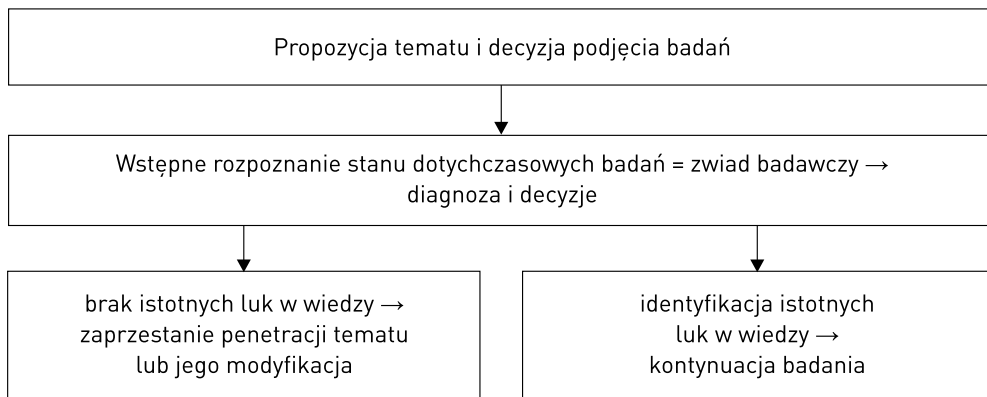 Propozycja tematu i decyzja podjęcia badań
Wstępne rozpoznanie stanu dotychczasowych badań = zwiad badawczy →
diagnoza i decyzje
brak istotnych luk w wiedzy →
zaprzestanie penetracji tematu
lub jego modyfikacja
identyfikacja istotnych
luk w wiedzy →
kontynuacja badania